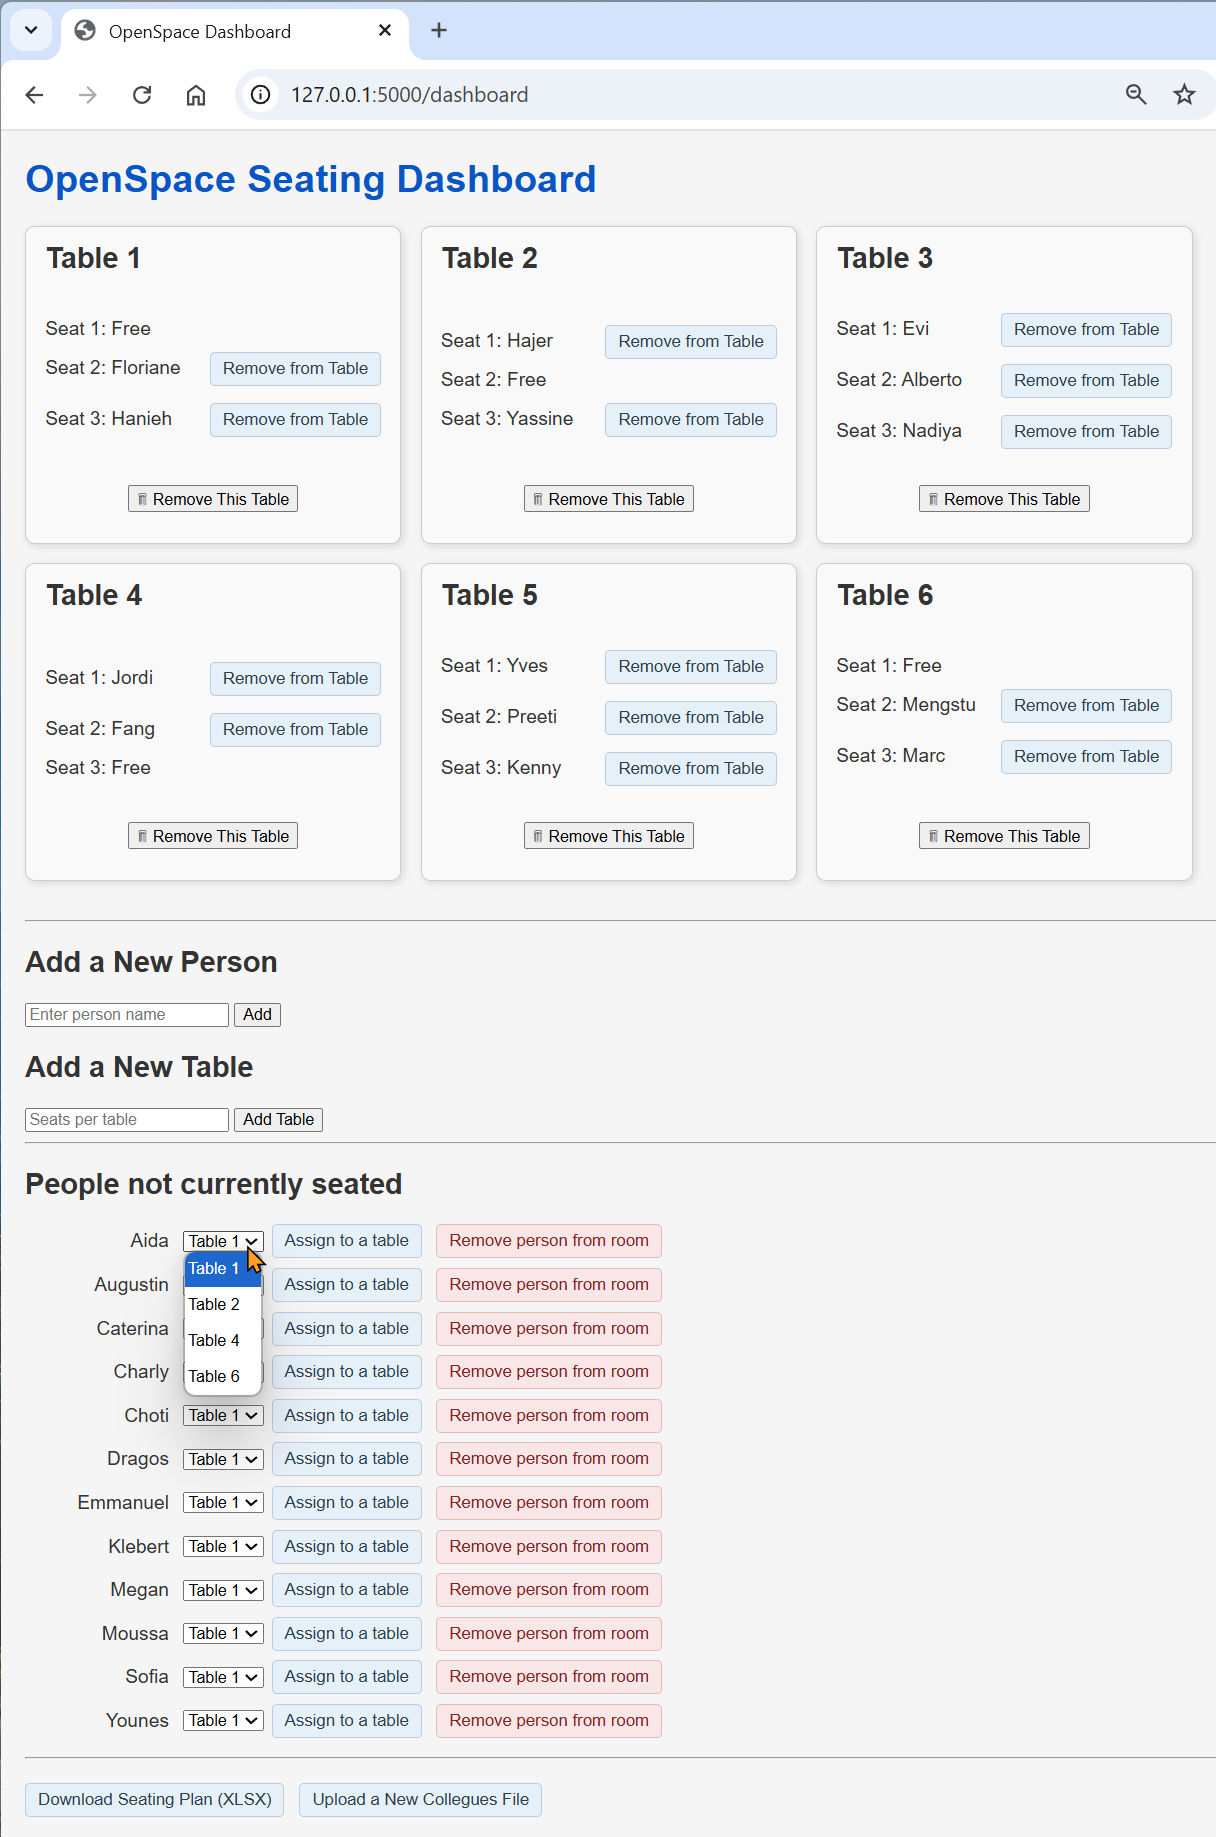 OpenSpace Dashboard
127.0.0.1:5000/dashboard
OpenSpace Seating Dashboard
Table 1
Seat 1: Free
Seat 2: Floriane Remove from Table
Seat 3: Hanieh Remove from Table
Remove This Table
Table 2
Seat 1: Hajer Remove from Table
Seat 2: Free
Seat 3: Yassine Remove from Table
Remove This Table
Table 3
Seat 1: Evi Remove from Table
Seat 2: Alberto Remove from Table
Seat 3: Nadiya Remove from Table
Remove This Table
Table 4
Seat 1: Jordi Remove from Table
Seat 2: Fang Remove from Table
Seat 3: Free
Remove This Table
Table 5
Seat 1: Yves Remove from Table
Seat 2: Preeti Remove from Table
Seat 3: Kenny Remove from Table
Remove This Table
Table 6
Seat 1: Free
Seat 2: Mengstu Remove from Table
Seat 3: Marc Remove from Table
Remove This Table
Add a New Person
Enter person name Add
Add a New Table
Seats per table Add Table
People not currently seated
Aida Table 1 Assign to a table Remove person from room
Table 1
Table 2
Table 4
Table 6
Augustin Assign to a table Remove person from room
Caterina Assign to a table Remove person from room
Charly Assign to a table Remove person from room
Choti Table 1 Assign to a table Remove person from room
Dragos Table 1 Assign to a table Remove person from room
Emmanuel Table 1 Assign to a table Remove person from room
Klebert Table 1 Assign to a table Remove person from room
Megan Table 1 Assign to a table Remove person from room
Moussa Table 1 Assign to a table Remove person from room
Sofia Table 1 Assign to a table Remove person from room
Younes Table 1 Assign to a table Remove person from room
Download Seating Plan (XLSX) Upload a New Collegues File